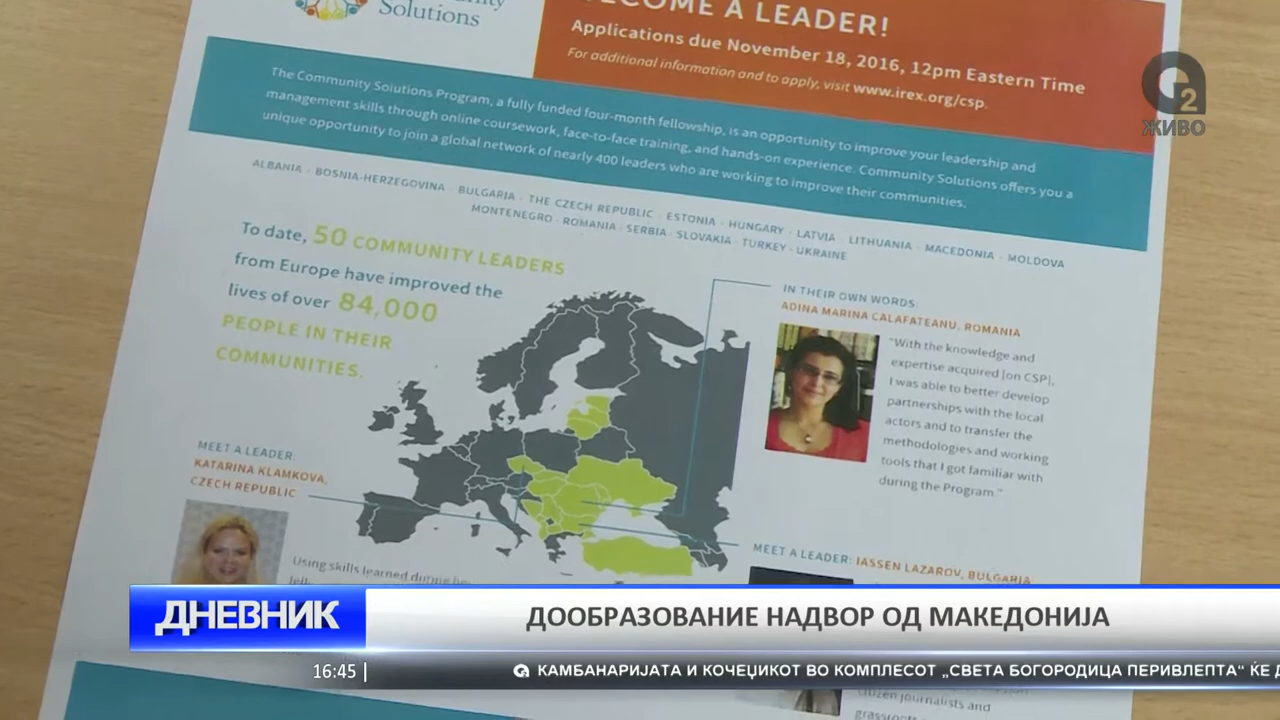 Solutions
COME A LEADER!
Applications due November 18, 2016, 12pm Eastern Time
For additional information and to apply, visit www.irex.org/csp.
2
ЖИВО
The Community Solutions Program, a fully funded four-month fellowship, is an opportunity to improve your leadership and
management skills through online coursework, face-to-face training, and hands-on experience. Community Solutions offers you a
unique opportunity to join a global network of nearly 400 leaders who are working to improve their communities.
ALBANIA · BOSNIA-HERZEGOVINA · BULGARIA · THE CZECH REPUBLIC · ESTONIA · HUNGARY · LATVIA · LITHUANIA · MACEDONIA · MOLDOVA
MONTENEGRO · ROMANIA · SERBIA · SLOVAKIA · TURKEY · UKRAINE
To date, 50 COMMUNITY LEADERS
from Europe have improved the
lives of over 84,000
PEOPLE IN THEIR
COMMUNITIES.
IN THEIR OWN WORDS:
ADINA MARINA CALAFATEANU, ROMANIA
"With the knowledge and
expertise acquired [on CSP],
I was able to better develop
partnerships with the local
actors and to transfer the
methodologies and working
tools that I got familiar with
during the Program."
MEET A LEADER:
KATARINA KLAMKOVA,
CZECH REPUBLIC
Using skills learned during
MEET A LEADER: IASSEN LAZAROV, BULGARIA
ДНЕВНИК
ДООБРАЗОВАНИЕ НАДВОР ОД МАКЕДОНИЈА
16:45
КАМБАНАРИЈАТА И КОЧЕЏИКОТ ВО КОМПЛЕСОТ „СВЕТА БОГОРОДИЦА ПЕРИВЛЕПТА“ ЌЕ Д
citizen journalists and